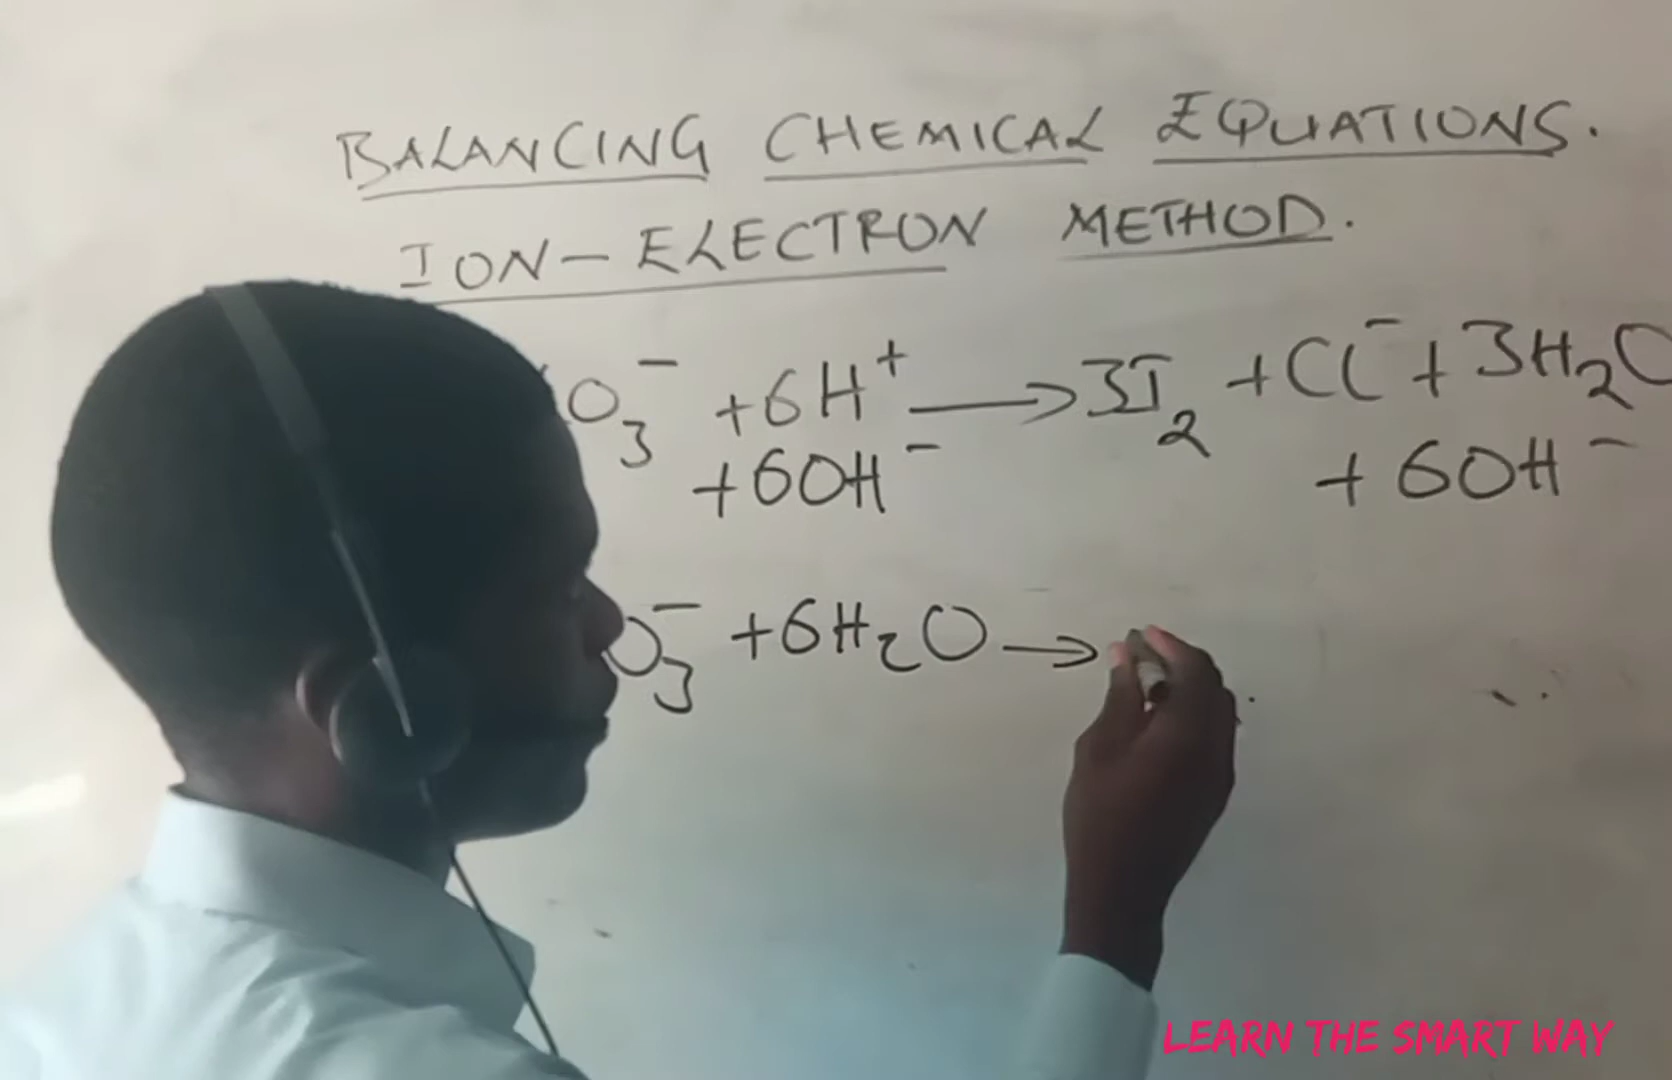 BALANCING CHEMICAL EQUATIONS.
ION-ELECTRON METHOD.
O₃⁻ +6H⁺ → 3I₂ + Cl⁻ + 3H₂O
+6OH⁻ + 6OH⁻
O₃⁻ +6H₂O →
LEARN THE SMART WAY